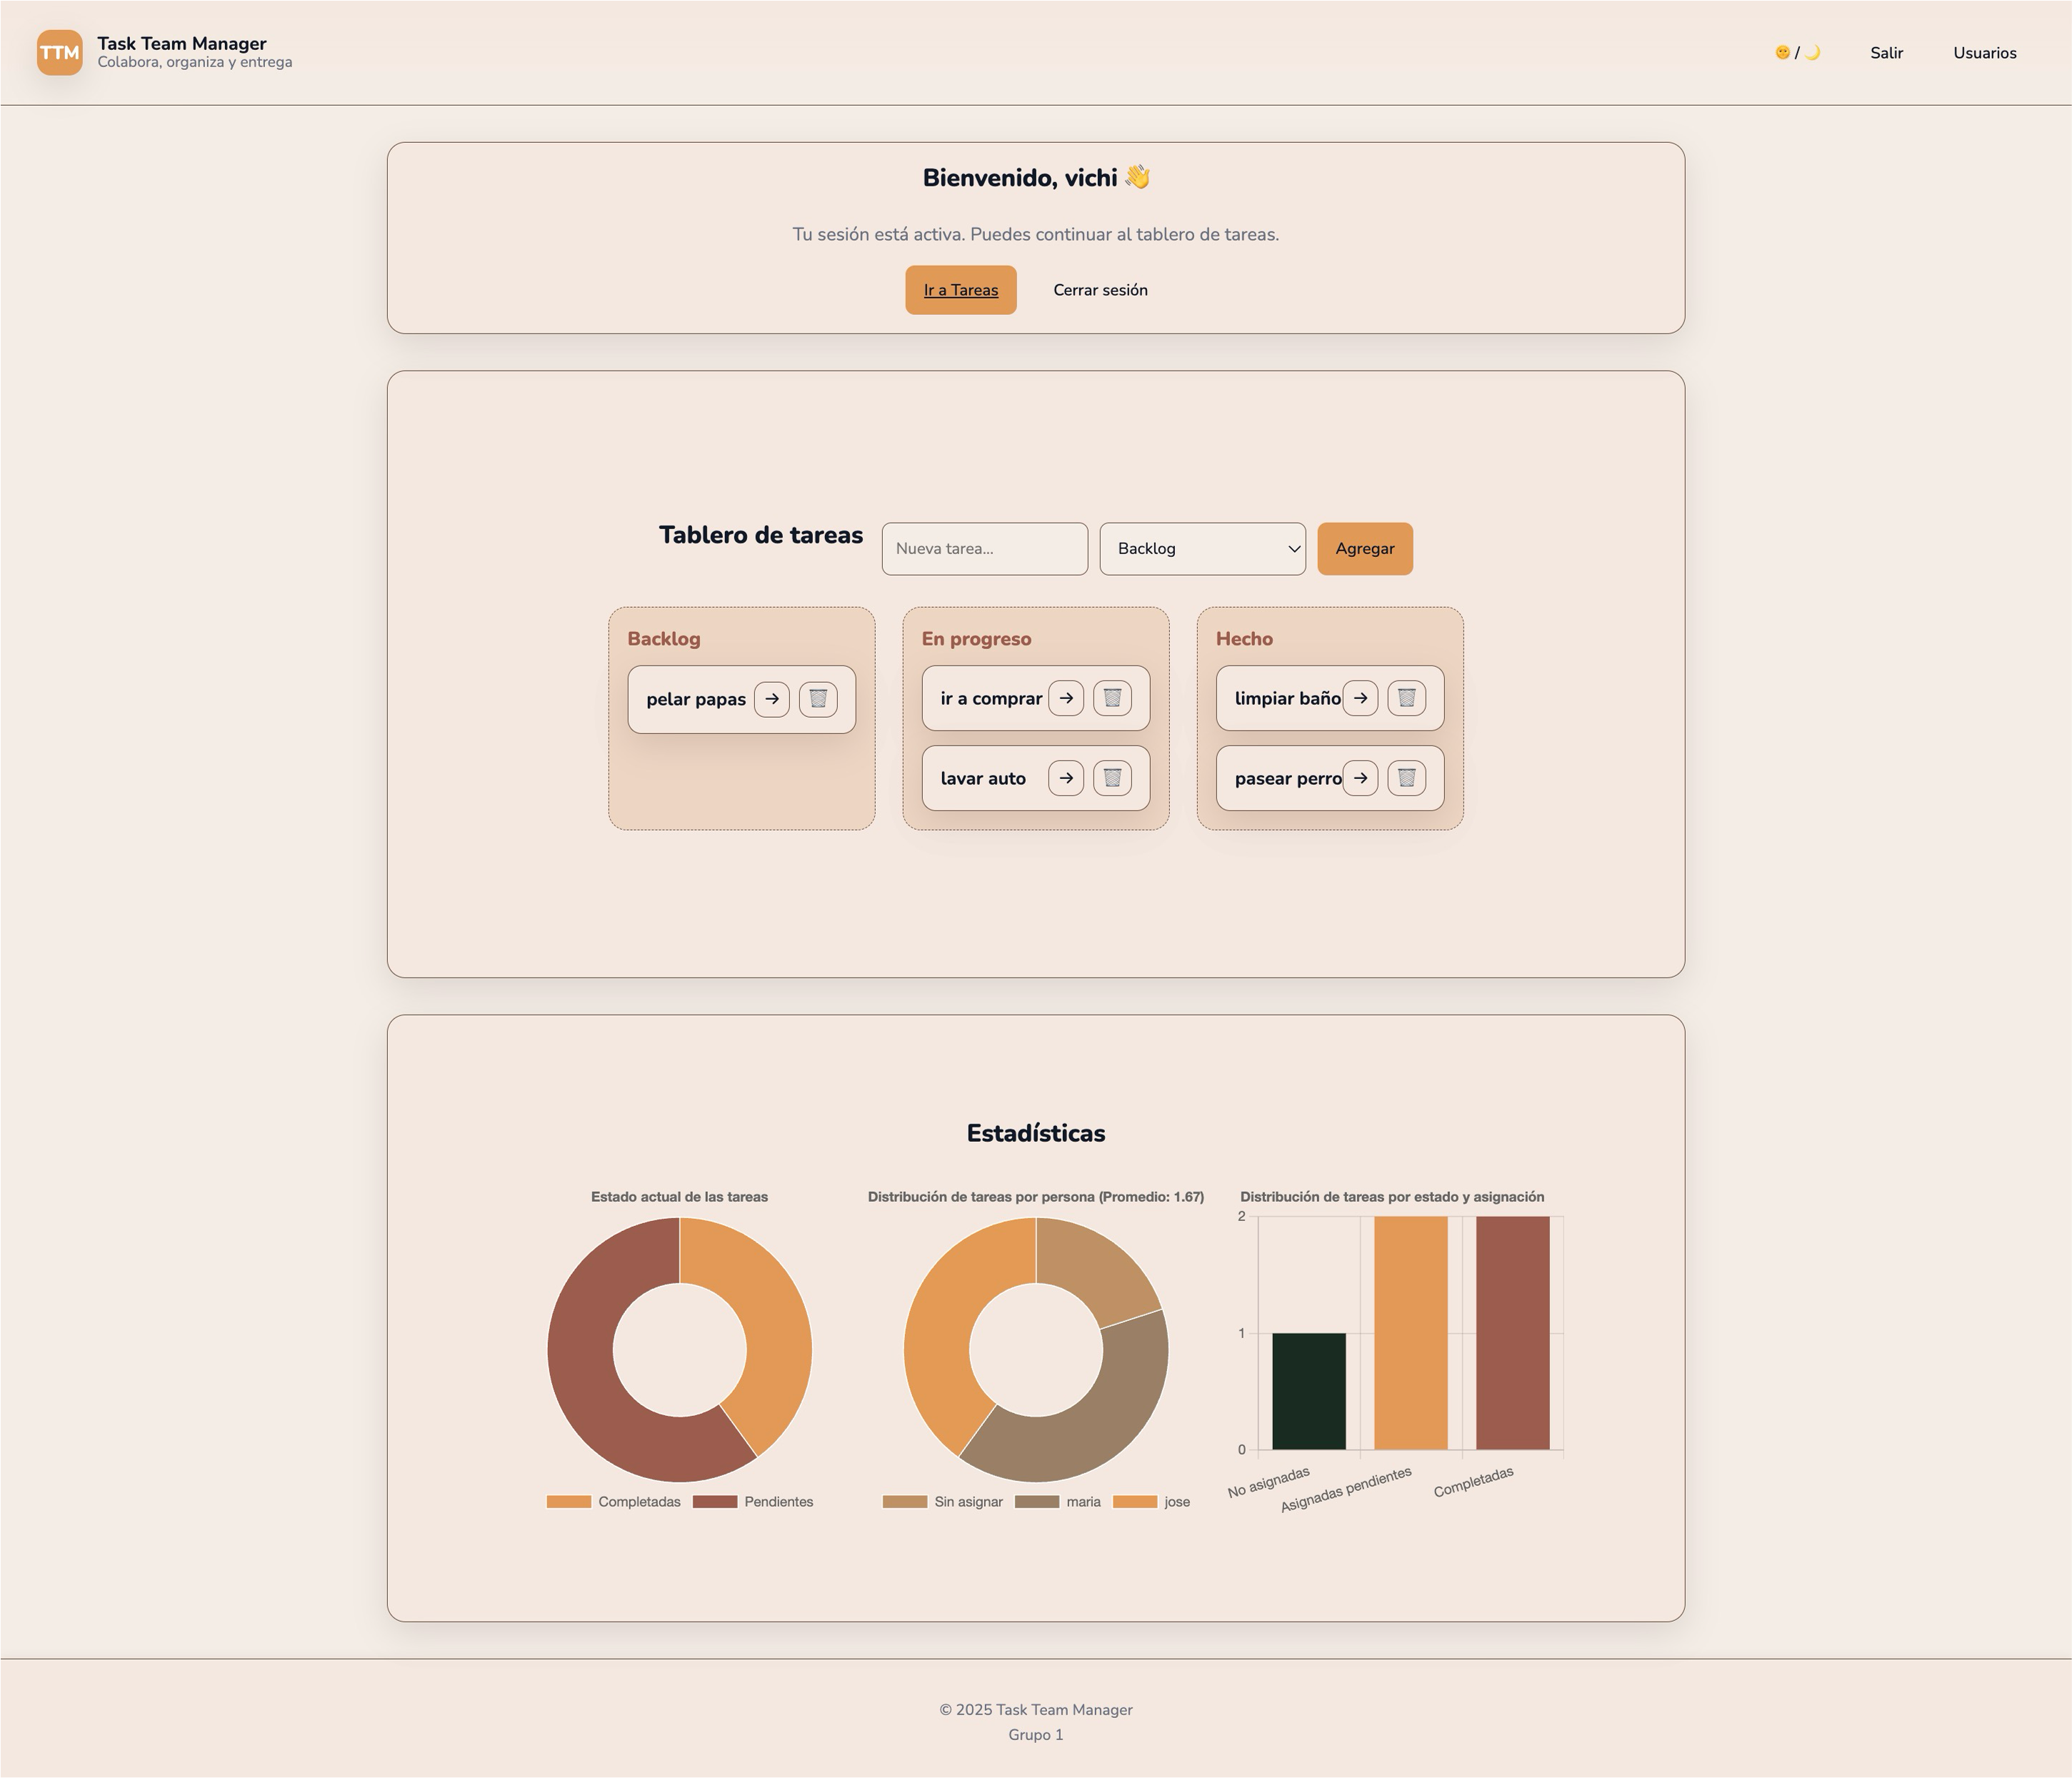 TTM
Task Team Manager
Colabora, organiza y entrega
🌞 / 🌙
Salir
Usuarios
Bienvenido, vichi 👋
Tu sesión está activa. Puedes continuar al tablero de tareas.
Ir a Tareas
Cerrar sesión
Tablero de tareas
Nueva tarea...
Backlog
Agregar
Backlog
pelar papas →
En progreso
ir a comprar →
lavar auto →
Hecho
limpiar baño →
pasear perro →
Estadísticas
Estado actual de las tareas
Completadas
Pendientes
Distribución de tareas por persona (Promedio: 1.67)
Sin asignar
maria
jose
Distribución de tareas por estado y asignación
2
1
0
No asignadas
Asignadas pendientes
Completadas
© 2025 Task Team Manager
Grupo 1